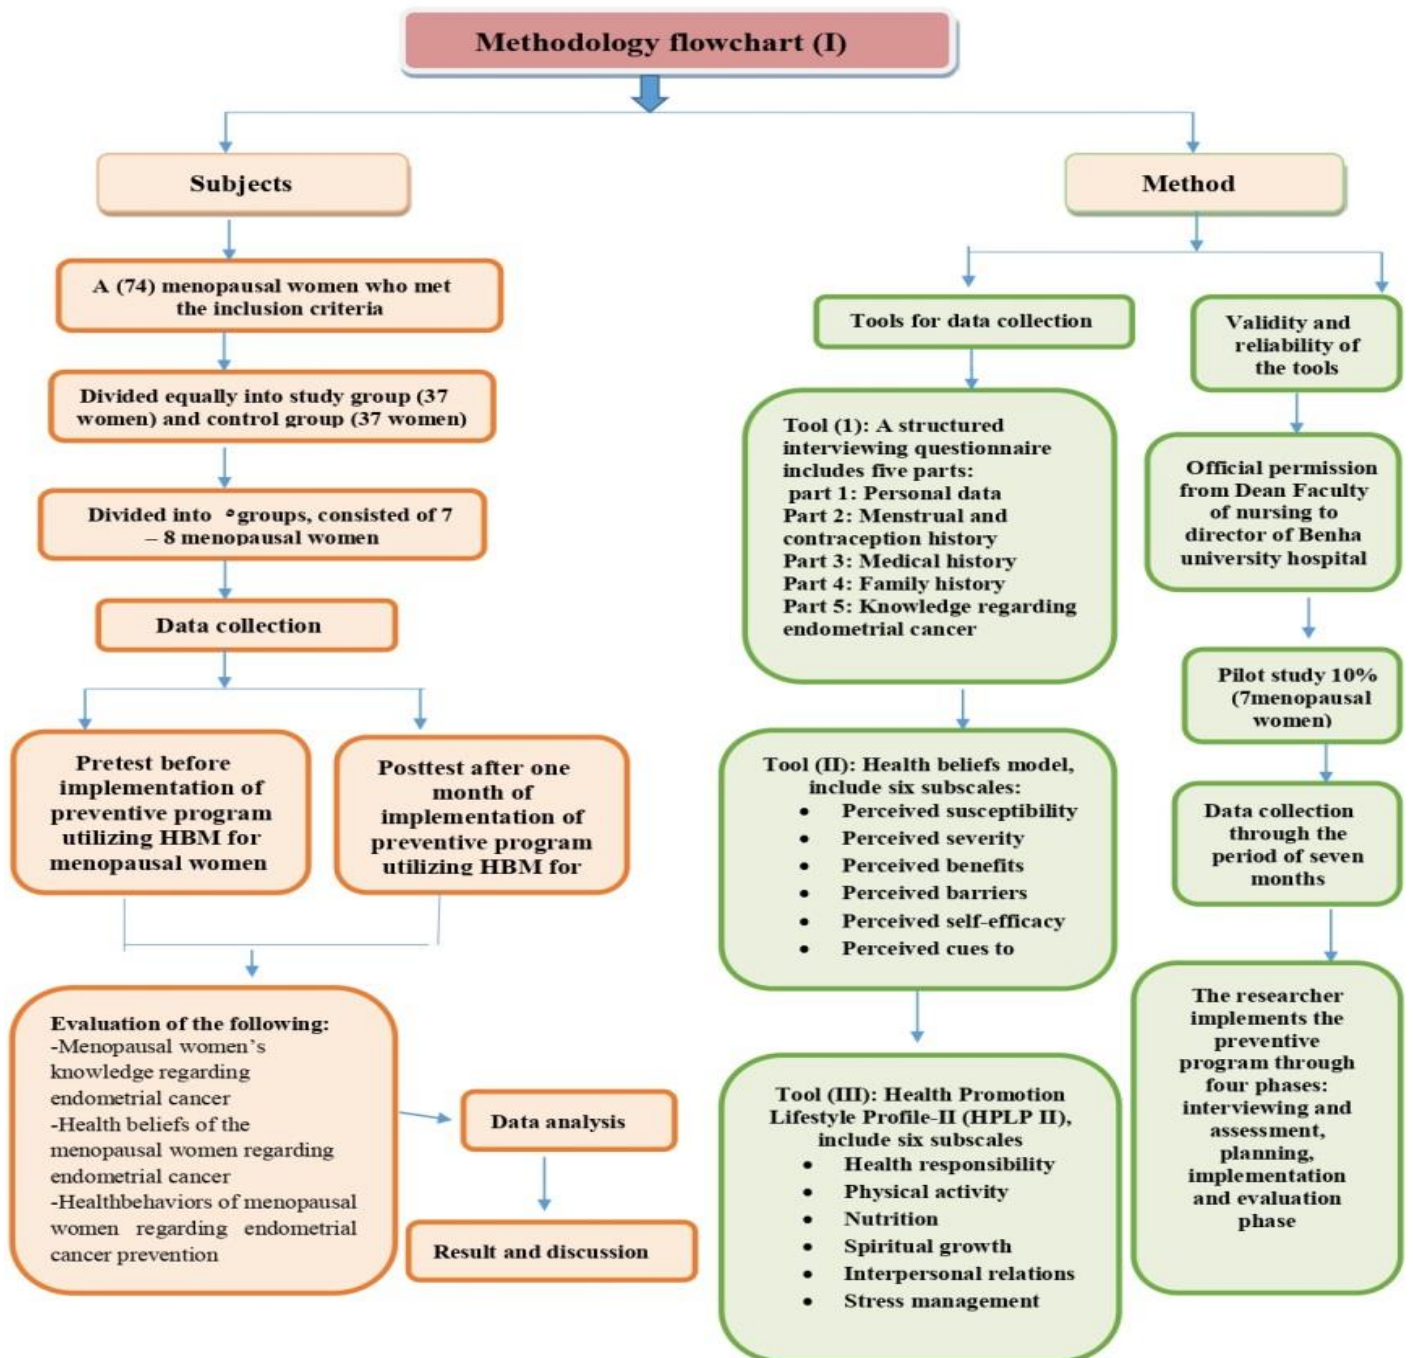 Methodology flowchart (I)
Subjects
A (74) menopausal women who met
the inclusion criteria
Divided equally into study group (37
women) and control group (37 women)
Divided into ٥ groups, consisted of 7
– 8 menopausal women
Data collection
Pretest before
implementation of
preventive program
utilizing HBM for
menopausal women
Posttest after one
month of
implementation of
preventive program
utilizing HBM for
Evaluation of the following:
-Menopausal women’s
knowledge regarding
endometrial cancer
-Health beliefs of the
menopausal women regarding
endometrial cancer
-Healthbehaviors of menopausal
women regarding endometrial
cancer prevention
Data analysis
Result and discussion
Method
Tools for data collection
Tool (1): A structured
interviewing questionnaire
includes five parts:
part 1: Personal data
Part 2: Menstrual and
contraception history
Part 3: Medical history
Part 4: Family history
Part 5: Knowledge regarding
endometrial cancer
Tool (II): Health beliefs model,
include six subscales:
• Perceived susceptibility
• Perceived severity
• Perceived benefits
• Perceived barriers
• Perceived self-efficacy
• Perceived cues to
Tool (III): Health Promotion
Lifestyle Profile-II (HPLP II),
include six subscales
• Health responsibility
• Physical activity
• Nutrition
• Spiritual growth
• Interpersonal relations
• Stress management
Validity and
reliability of
the tools
Official permission
from Dean Faculty
of nursing to
director of Benha
university hospital
Pilot study 10%
(7menopausal
women)
Data collection
through the
period of seven
months
The researcher
implements the
preventive
program through
four phases:
interviewing and
assessment,
planning,
implementation
and evaluation
phase